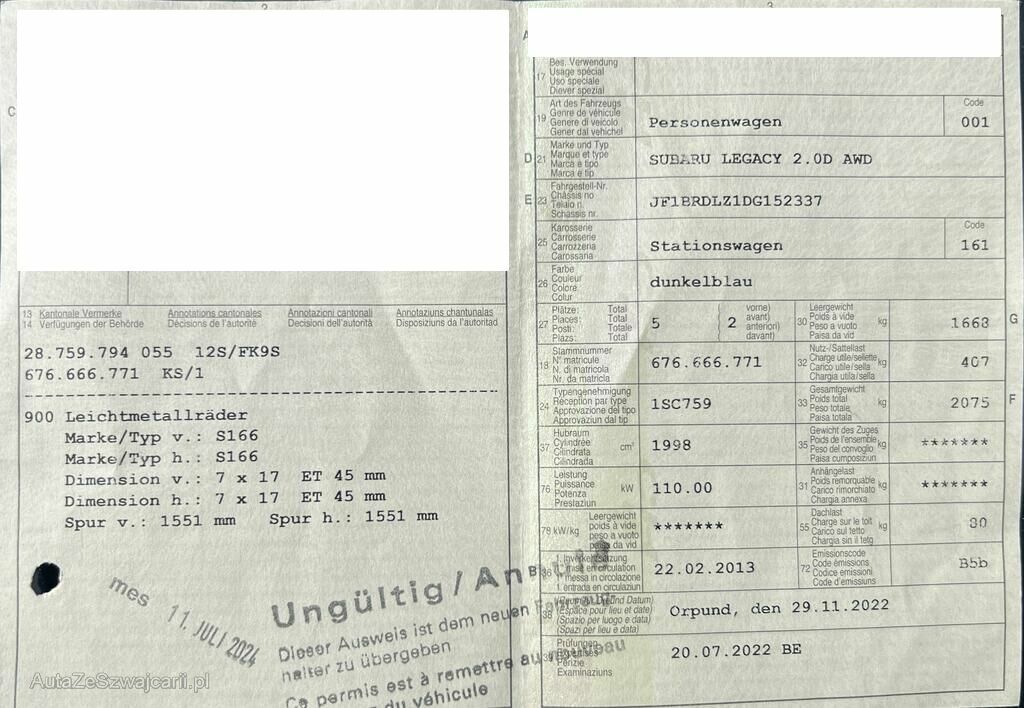 2
C
13 Kantonale Vermerke Annotations cantonales Annotazioni cantonali Annotaziuns chantunalas
14 Verfügungen der Behörde Décisions de l'autorité Decisioni dell'autorità Disposiziuns da l'autoritad
28.759.794 055 12S/FK9S
676.666.771 KS/1
900 Leichtmetallräder
Marke/Typ v.: S166
Marke/Typ h.: S166
Dimension v.: 7 x 17 ET 45 mm
Dimension h.: 7 x 17 ET 45 mm
Spur v.: 1551 mm Spur h.: 1551 mm
mes 11. JULI 2024
Ungültig / Annulé
Dieser Ausweis ist dem neuen
halter zu übergeben
Ce permis est à remettre au nouveau
du véhicule
AutaZeSzwajcarii.pl
3
A
17 Bes. Verwendung
Usage spécial
Uso speciale
Diever spezial
19 Art des Fahrzeugs
Genre de véhicule
Genere di veicolo
Gener dal vehichel
Personenwagen
Code
001
D 21 Marke und Typ
Marque et type
Marca e tipo
Marca e tip
SUBARU LEGACY 2.0D AWD
E 23 Fahrgestell-Nr.
Châssis no
Telaio n.
Schassis nr.
JF1BRDLZ1DG152337
25 Karosserie
Carrosserie
Carrozzeria
Carossaria
Stationswagen
Code
161
26 Farbe
Couleur
Colore
Colur
dunkelblau
27 Plätze: Total
Places: Total
Posti: Totale
Plazs: Total
5
2 vorne)
avant)
anteriori)
davant)
30 Leergewicht
Poids à vide
Peso a vuoto
Paisa da vid
kg
1668
G
18 Stammnummer
N° matricule
N. di matricola
Nr. da matricla
676.666.771
32 Nutz-/Sattellast
Charge utile/sellette
Carico utile/sella
Chargia utila/sella
kg
407
24 Typengenehmigung
Réception par type
Approvazione del tipo
Approvaziun dal tip
1SC759
33 Gesamtgewicht
Poids total
Peso totale
Paisa totala
kg
2075
F
37 Hubraum
Cylindrée
Cilindrata
Cilindrada
cm³
1998
35 Gewicht des Zuges
Poids de l'ensemble
Peso del convoglio
Paisa cumposiziun
kg
*******
76 Leistung
Puissance
Potenza
Prestaziun
kW
110.00
31 Anhängelast
Poids remorquable
Carico rimorchiato
Chargia annexa
kg
*******
78 kW/kg Leergewicht
poids à vide
peso a vuoto
paisa da vid
*******
55 Dachlast
Charge sur le toit
Carico sul tetto
Chargia sin il tetg
kg
80
36 1. Inverkehrsetzung
1. mise en circulation
1. messa in circolazione
1. entrada en circulaziun
22.02.2013
72 Emissionscode
Code émissions
Codice emissioni
Code d'emissiuns
B5b
38 Datum)
(Espace pour lieu et date)
(Spazio per luogo e data)
(Spazi per lieu e data)
Orpund, den 29.11.2022
39 Prüfungen
Perizie
Examinaziuns
20.07.2022 BE